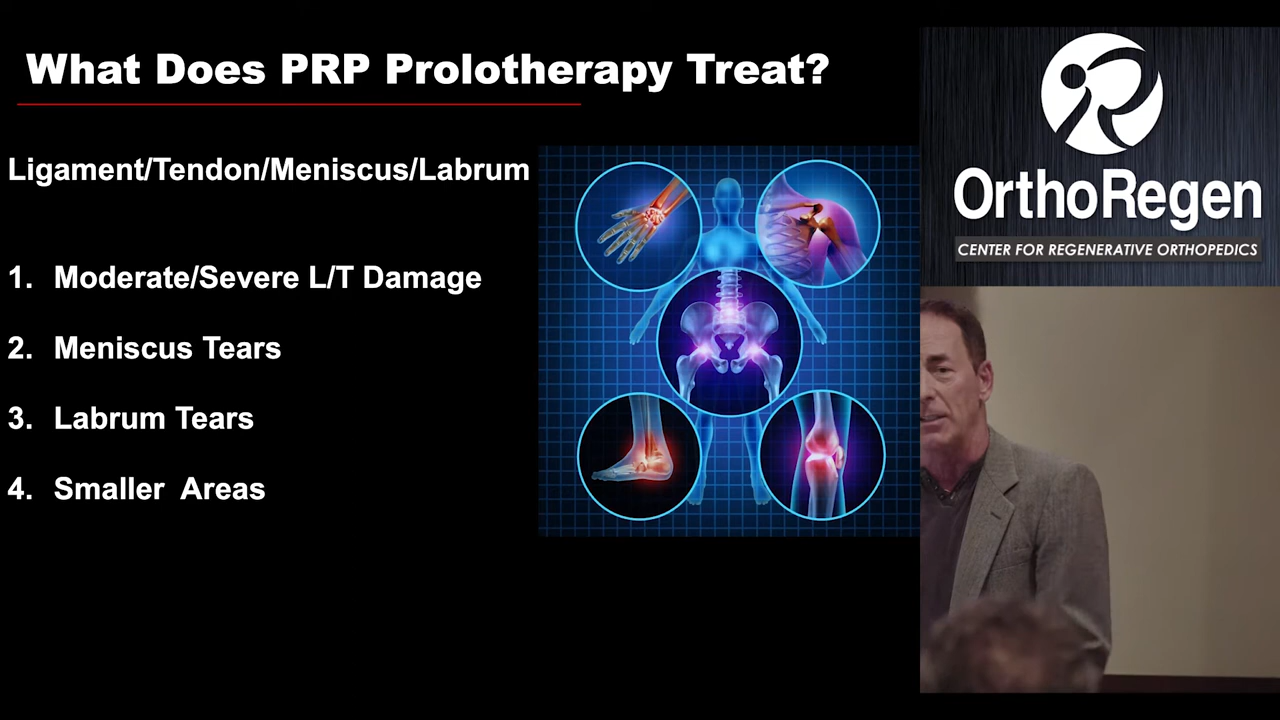 What Does PRP Prolotherapy Treat?
Ligament/Tendon/Meniscus/Labrum
1. Moderate/Severe L/T Damage
2. Meniscus Tears
3. Labrum Tears
4. Smaller Areas
OrthoRegen
CENTER FOR REGENERATIVE ORTHOPEDICS